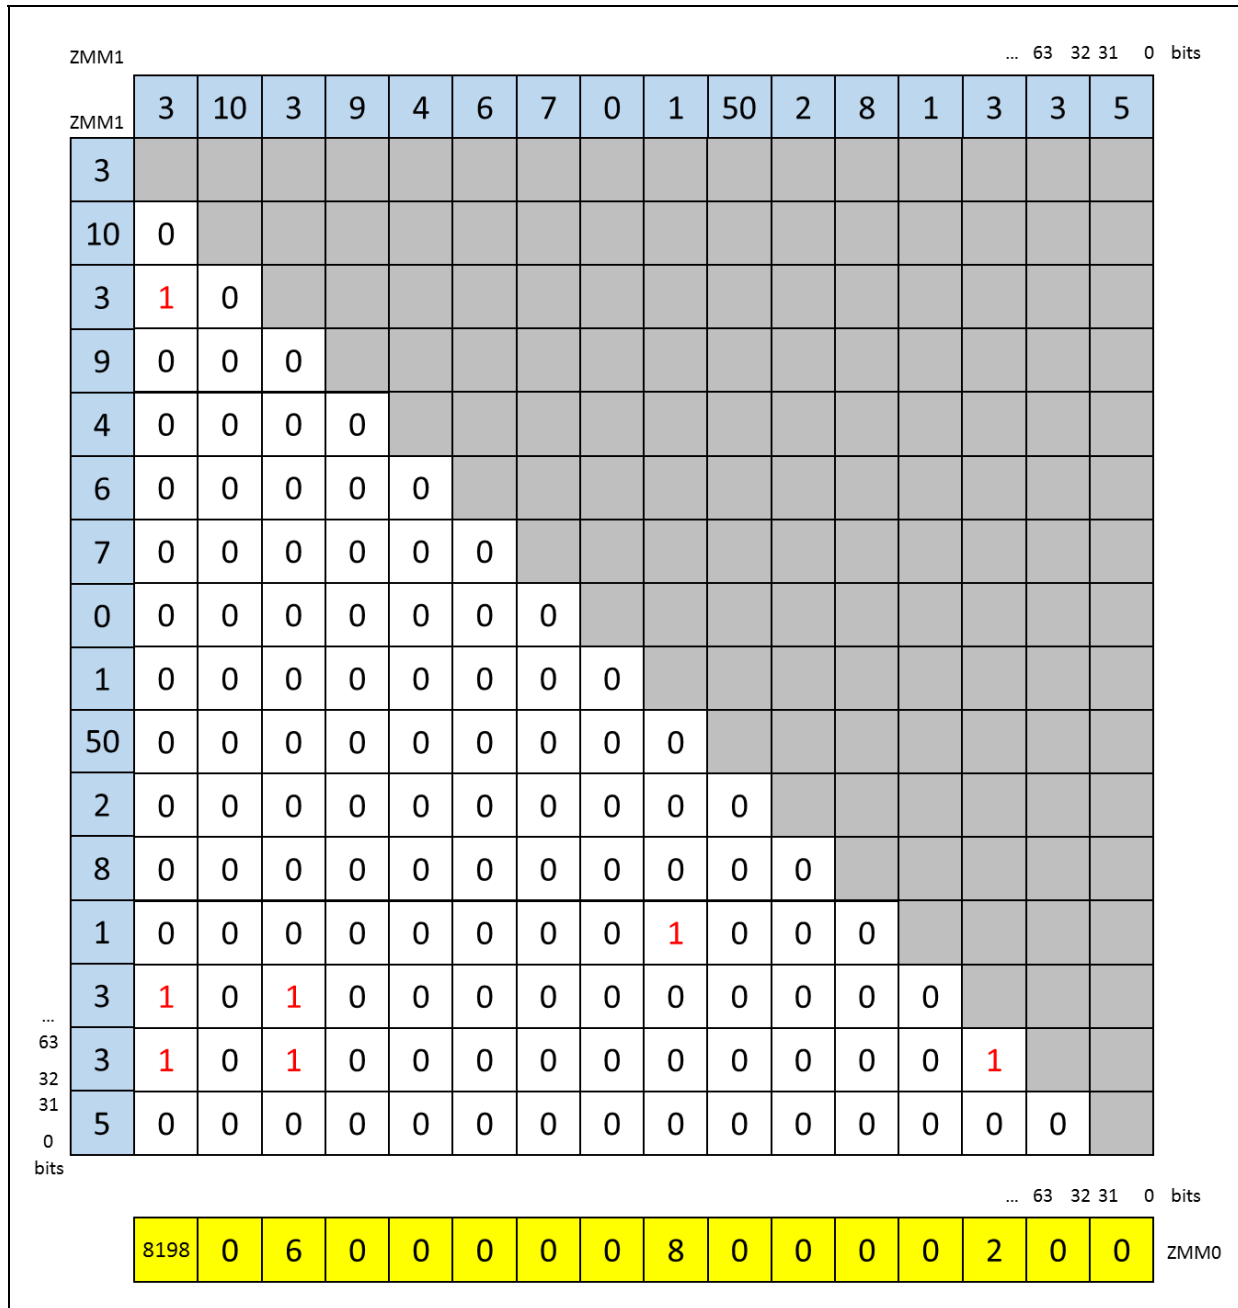 ZMM1 ... 63 32 31 0 bits
ZMM1 3 10 3 9 4 6 7 0 1 50 2 8 1 3 3 5
3
10 0
3 1 0
9 0 0 0
4 0 0 0 0
6 0 0 0 0 0
7 0 0 0 0 0 0
0 0 0 0 0 0 0 0
1 0 0 0 0 0 0 0 0
50 0 0 0 0 0 0 0 0 0
2 0 0 0 0 0 0 0 0 0 0
8 0 0 0 0 0 0 0 0 0 0 0
1 0 0 0 0 0 0 0 0 1 0 0 0
3 1 0 1 0 0 0 0 0 0 0 0 0 0
...
63
3 1 0 1 0 0 0 0 0 0 0 0 0 0 1
32
31
5 0 0 0 0 0 0 0 0 0 0 0 0 0 0 0
0
bits
... 63 32 31 0 bits
8198 0 6 0 0 0 0 0 8 0 0 0 0 2 0 0 ZMM0